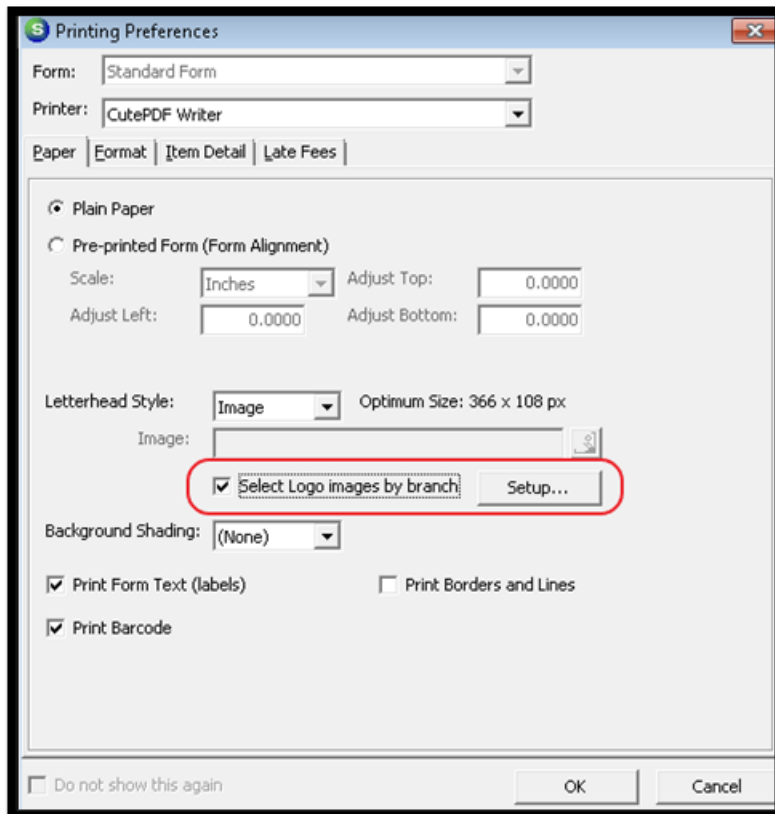 Printing Preferences
Form: Standard Form
Printer: CutePDF Writer
Paper Format Item Detail Late Fees
Plain Paper
Pre-printed Form (Form Alignment)
Scale: Inches Adjust Top: 0.0000
Adjust Left: 0.0000 Adjust Bottom: 0.0000
Letterhead Style: Image Optimum Size: 366 x 108 px
Image:
Select Logo images by branch Setup...
Background Shading: (None)
Print Form Text (labels) Print Borders and Lines
Print Barcode
Do not show this again OK Cancel